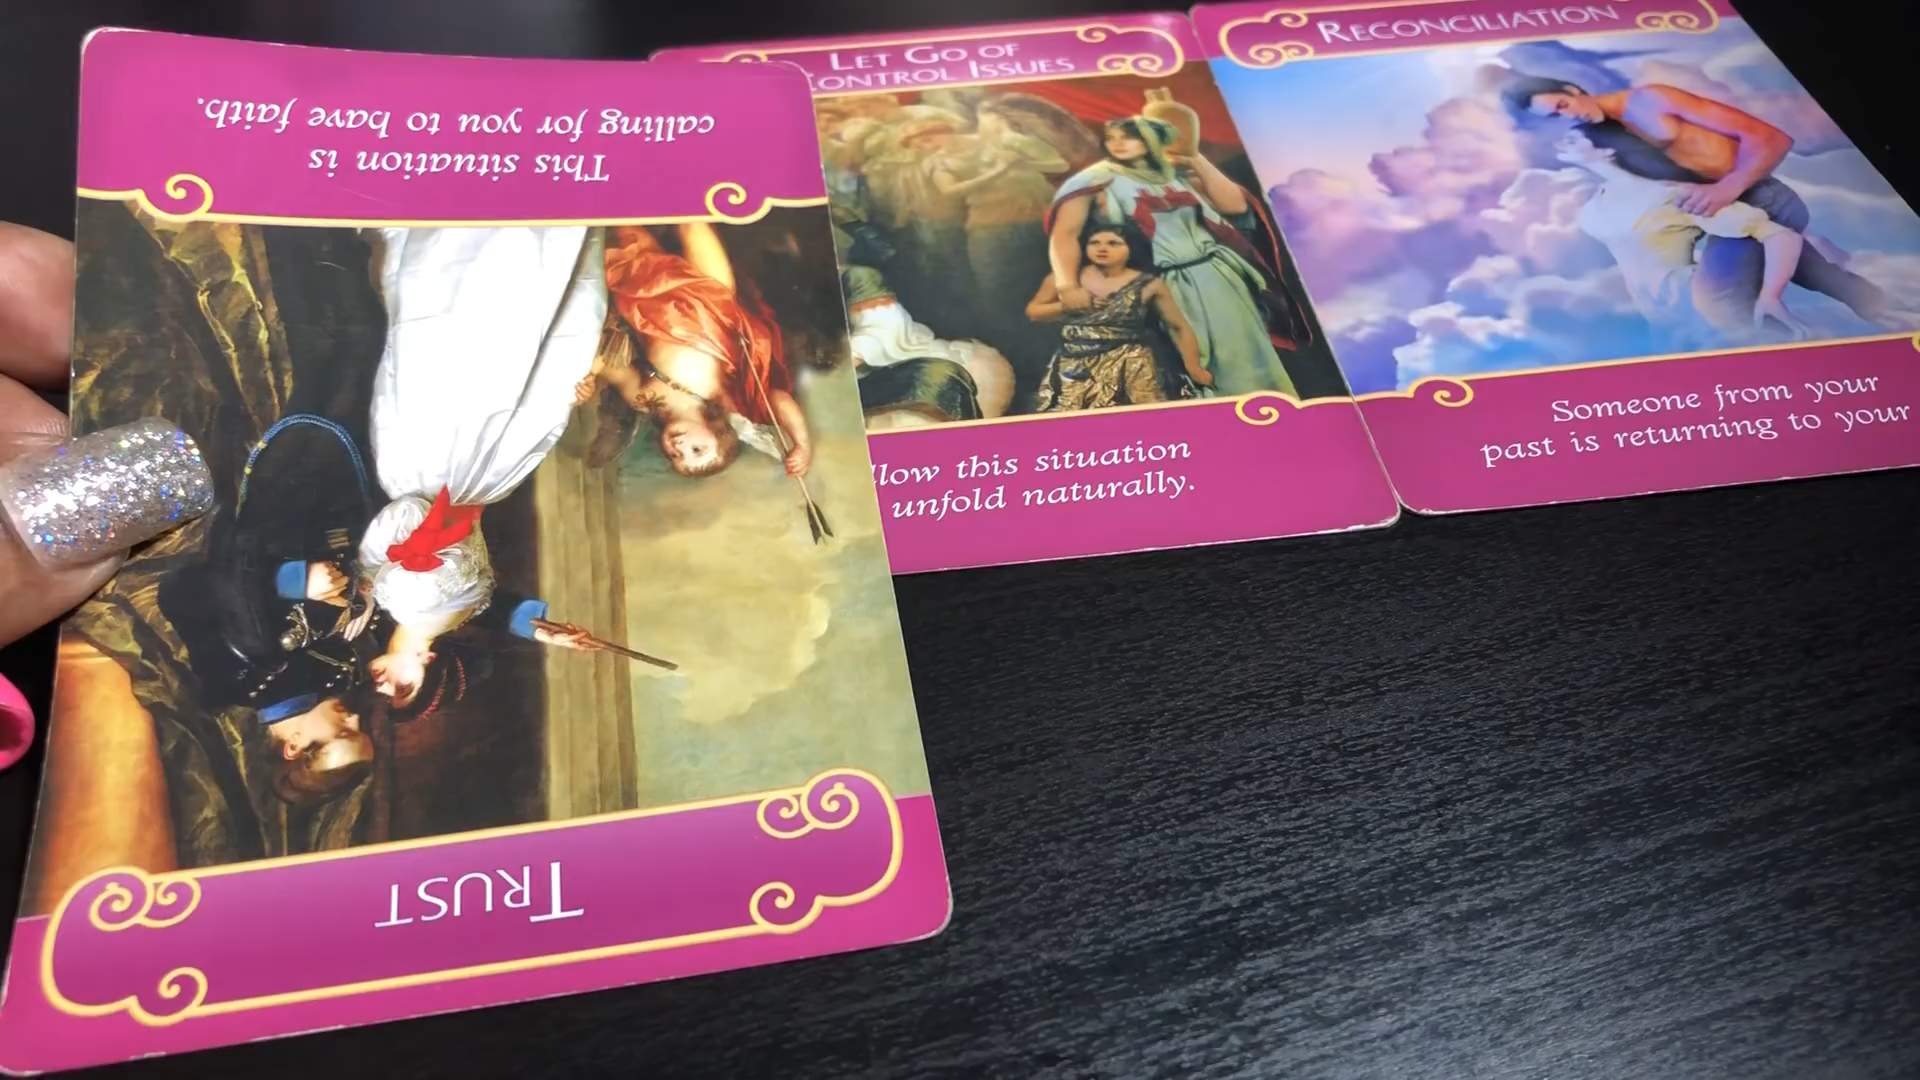 TRUST
This situation is
calling for you to have faith.
LET GO OF
CONTROL ISSUES
llow this situation
unfold naturally.
RECONCILIATION
Someone from your
past is returning to your